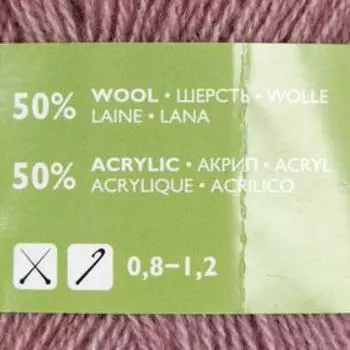 50% WOOL • ШЕРСТЬ • WOLLE
LAINE • LANA
50% ACRYLIC • АКРИЛ • ACRYL
ACRYLIQUE • ACRILICO
0,8–1,2